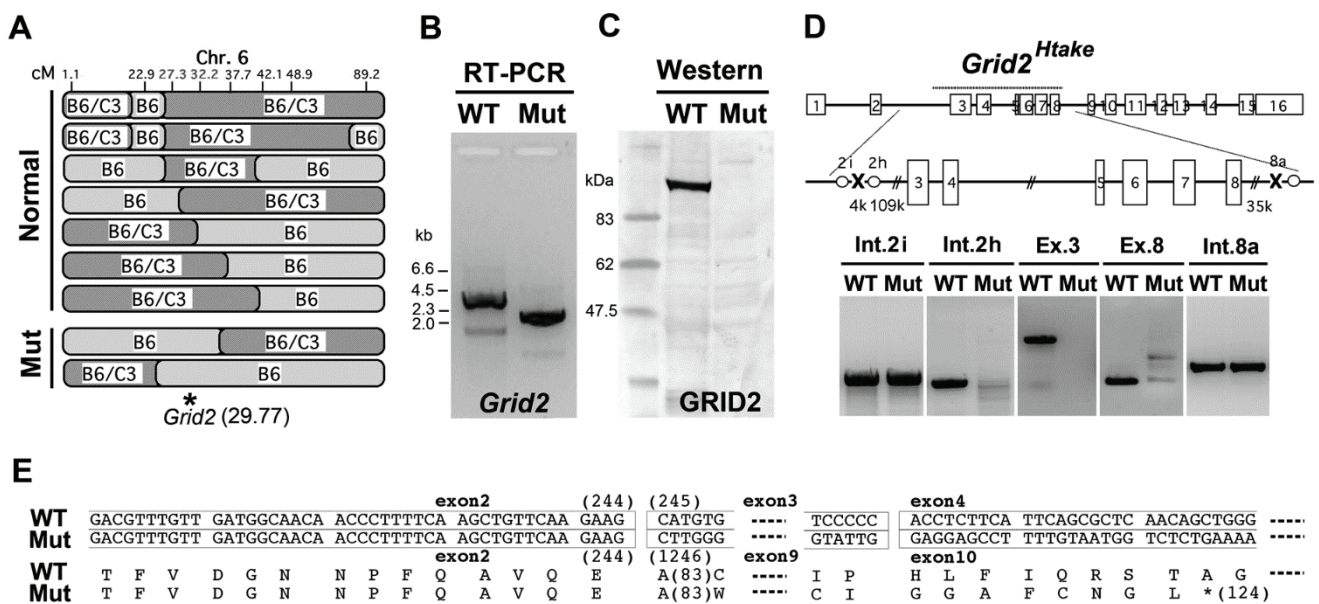 A
Chr. 6
cM 1.1 22.9 27.3 32.2 37.7 42.1 48.9 89.2
Normal
B6/C3 B6 B6/C3
B6/C3 B6 B6/C3 B6
B6 B6/C3 B6
B6 B6/C3
B6/C3 B6
B6/C3 B6
B6/C3 B6
Mut
B6 B6/C3
B6/C3 B6
*
Grid2 (29.77)
B
RT-PCR
WT Mut
kb
6.6
4.5
2.3
2.0
Grid2
C
Western
WT Mut
kDa
83
62
47.5
GRID2
D
Grid2Htake
1 2 3 4 5 6 7 8 9 10 11 12 13 14 15 16
2i 2h 8a
X 3 4 5 6 7 8 X
4k 109k 35k
Int.2i Int.2h Ex.3 Ex.8 Int.8a
WT Mut WT Mut WT Mut WT Mut WT Mut
E
exon2 (244) (245) exon3 exon4
WT GACGTTTGTT GATGGCAACA ACCCTTTTCA AGCTGTTCAA GAAG CATGTG ---- TCCCCC ACCTCTTCA TTCAGCGCTC AACAGCTGGG ----
Mut GACGTTTGTT GATGGCAACA ACCCTTTTCA AGCTGTTCAA GAAG CTTGGG ---- GTATTG GAGGAGCCT TTTGTAATGG TCTCTGAAAA
exon2 (244) (1246) exon9 exon10
WT T F V D G N N P F Q A V Q E A(83)C ---- I P H L F I Q R S T A G ----
Mut T F V D G N N P F Q A V Q E A(83)W ---- C I G G A F C N G L *(124)